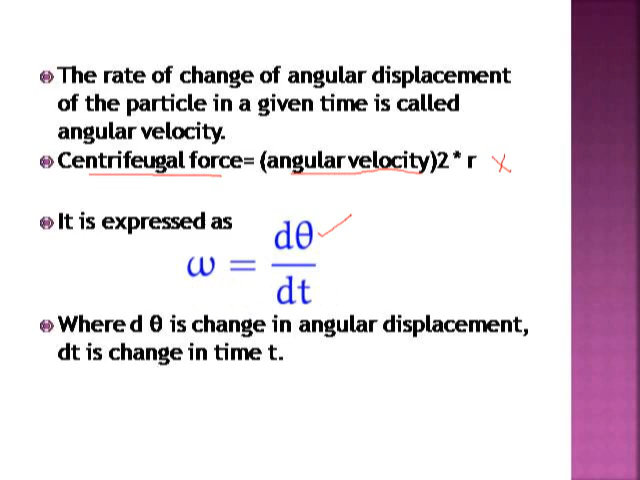 The rate of change of angular displacement
of the particle in a given time is called
angular velocity.
Centrifeugal force= (angular velocity)2 * r X
It is expressed as
ω = dθ/dt
Where d θ is change in angular displacement,
dt is change in time t.